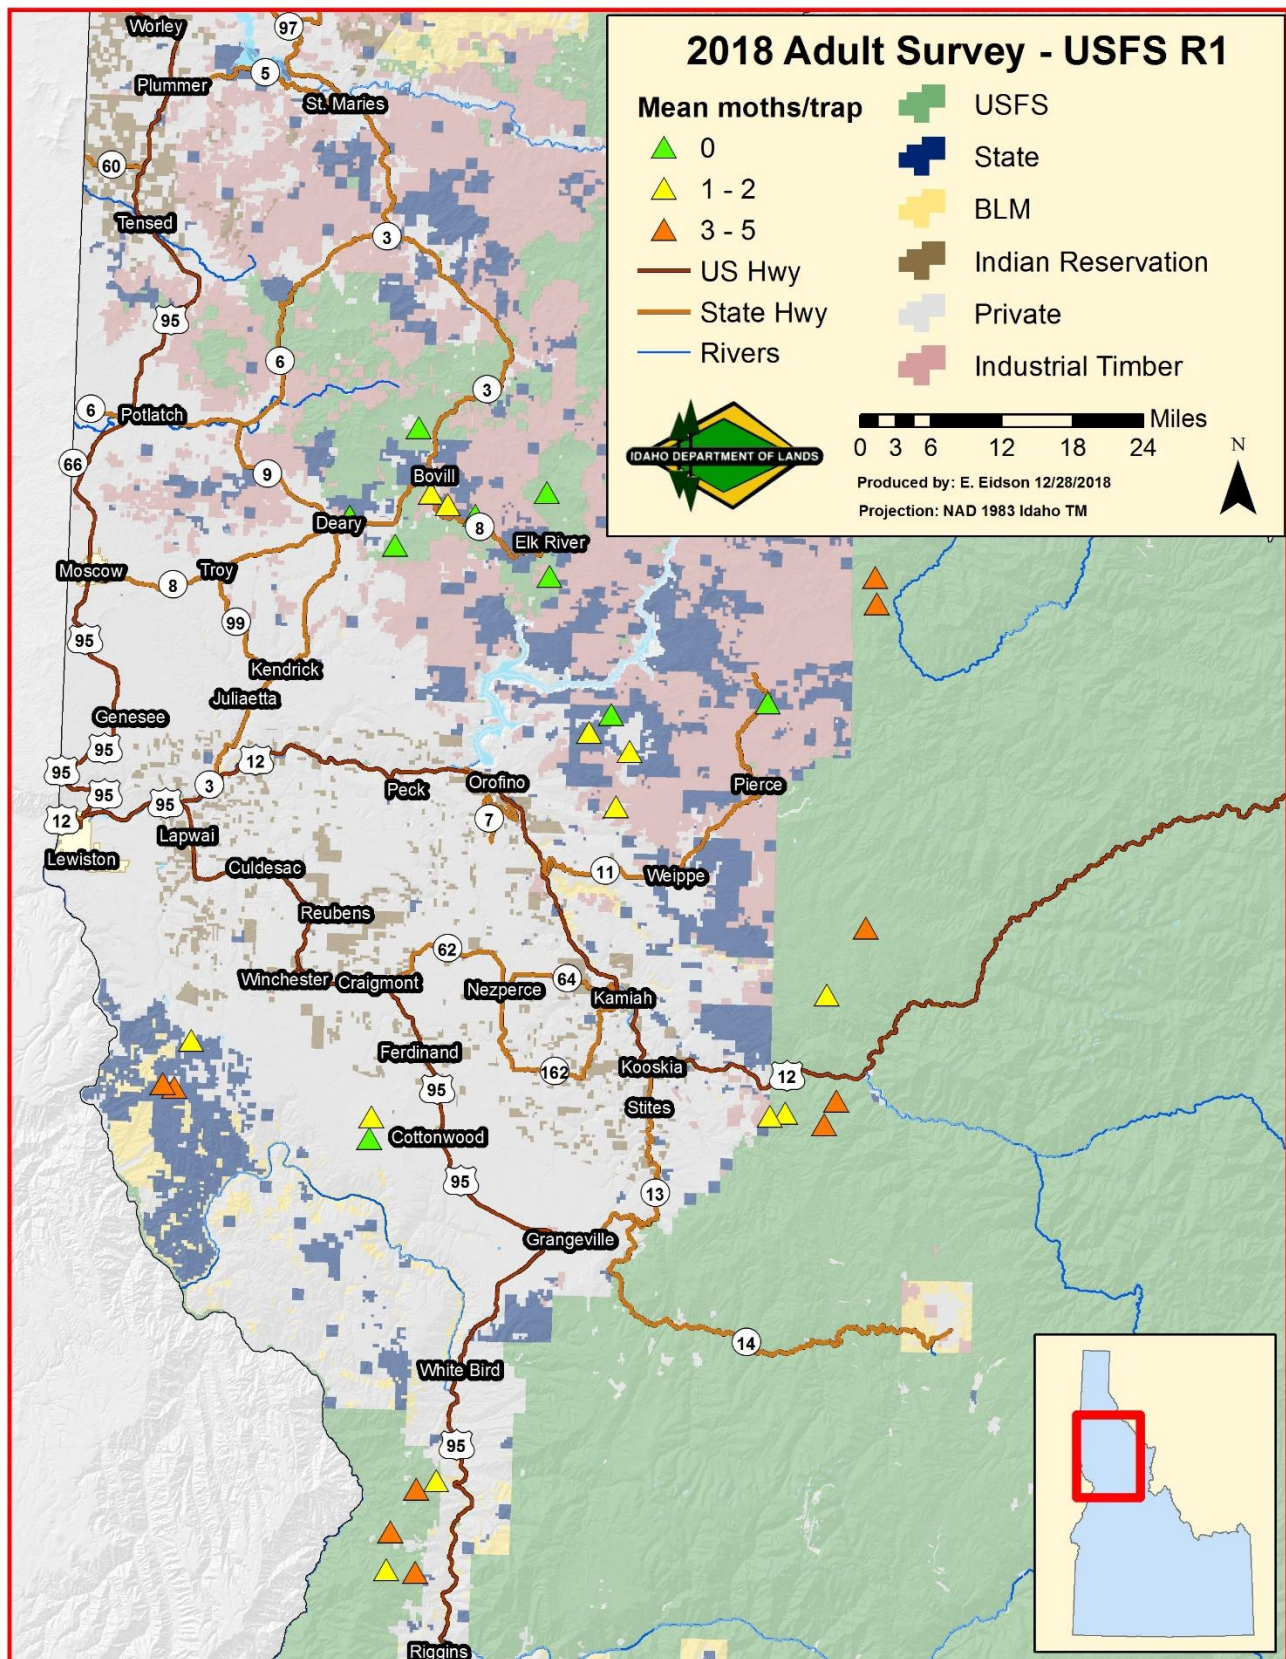 2018 Adult Survey - USFS R1
Mean moths/trap
0
1 - 2
3 - 5
US Hwy
State Hwy
Rivers
USFS
State
BLM
Indian Reservation
Private
Industrial Timber
IDAHO DEPARTMENT OF LANDS
Miles
0 3 6 12 18 24
Produced by: E. Eidson 12/28/2018
Projection: NAD 1983 Idaho TM
N
Worley
97
Plummer
5
St. Maries
60
Tensed
3
95
6
3
6
Potlatch
66
9
Bovill
Deary
8
Elk River
Moscow
8
Troy
99
95
Kendrick
Juliaetta
Genesee
95
12
95
3
95
95
12
Peck
Orofino
Pierce
7
Lapwai
Lewiston
Culdesac
11
Weippe
Reubens
62
Winchester
Craigmont
Nezperce
64
Kamiah
Ferdinand
162
Kooskia
12
95
Stites
Cottonwood
95
13
Grangeville
14
White Bird
95
Riggins